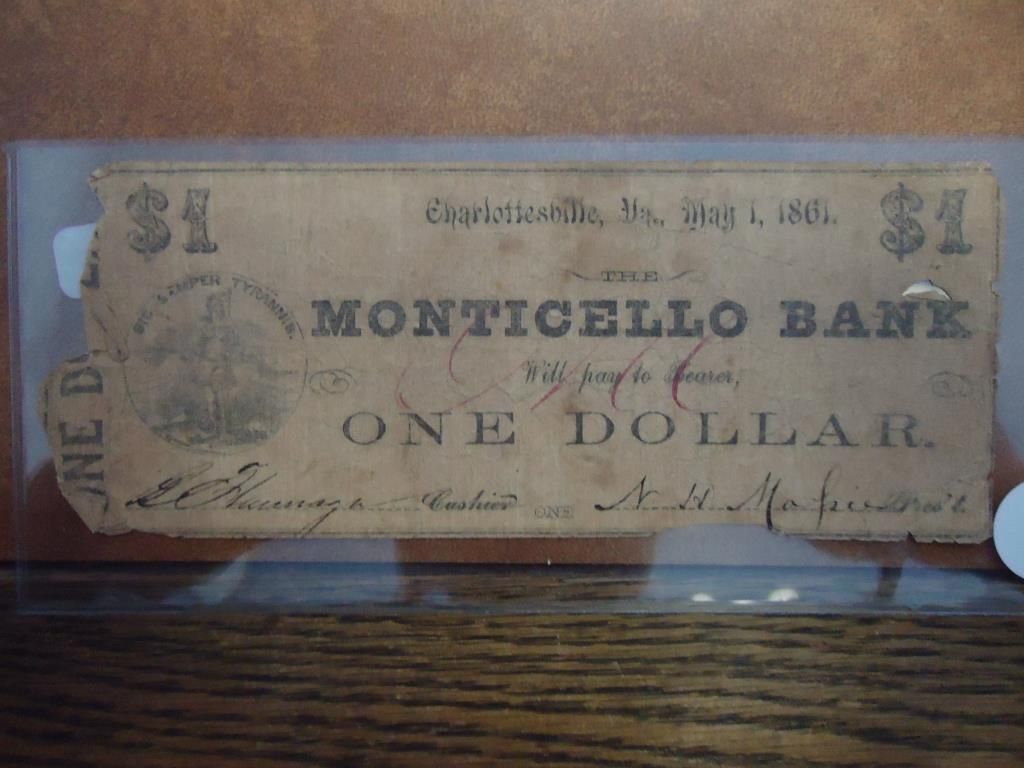 $1 Charlottesville, Va., May 1, 1861. $1
THE
SIC SEMPER TYRANNIS.
MONTICELLO BANK
Will pay to Bearer,
ONE DOLLAR.
Cashier ONE N. H. Pres't
ONE D